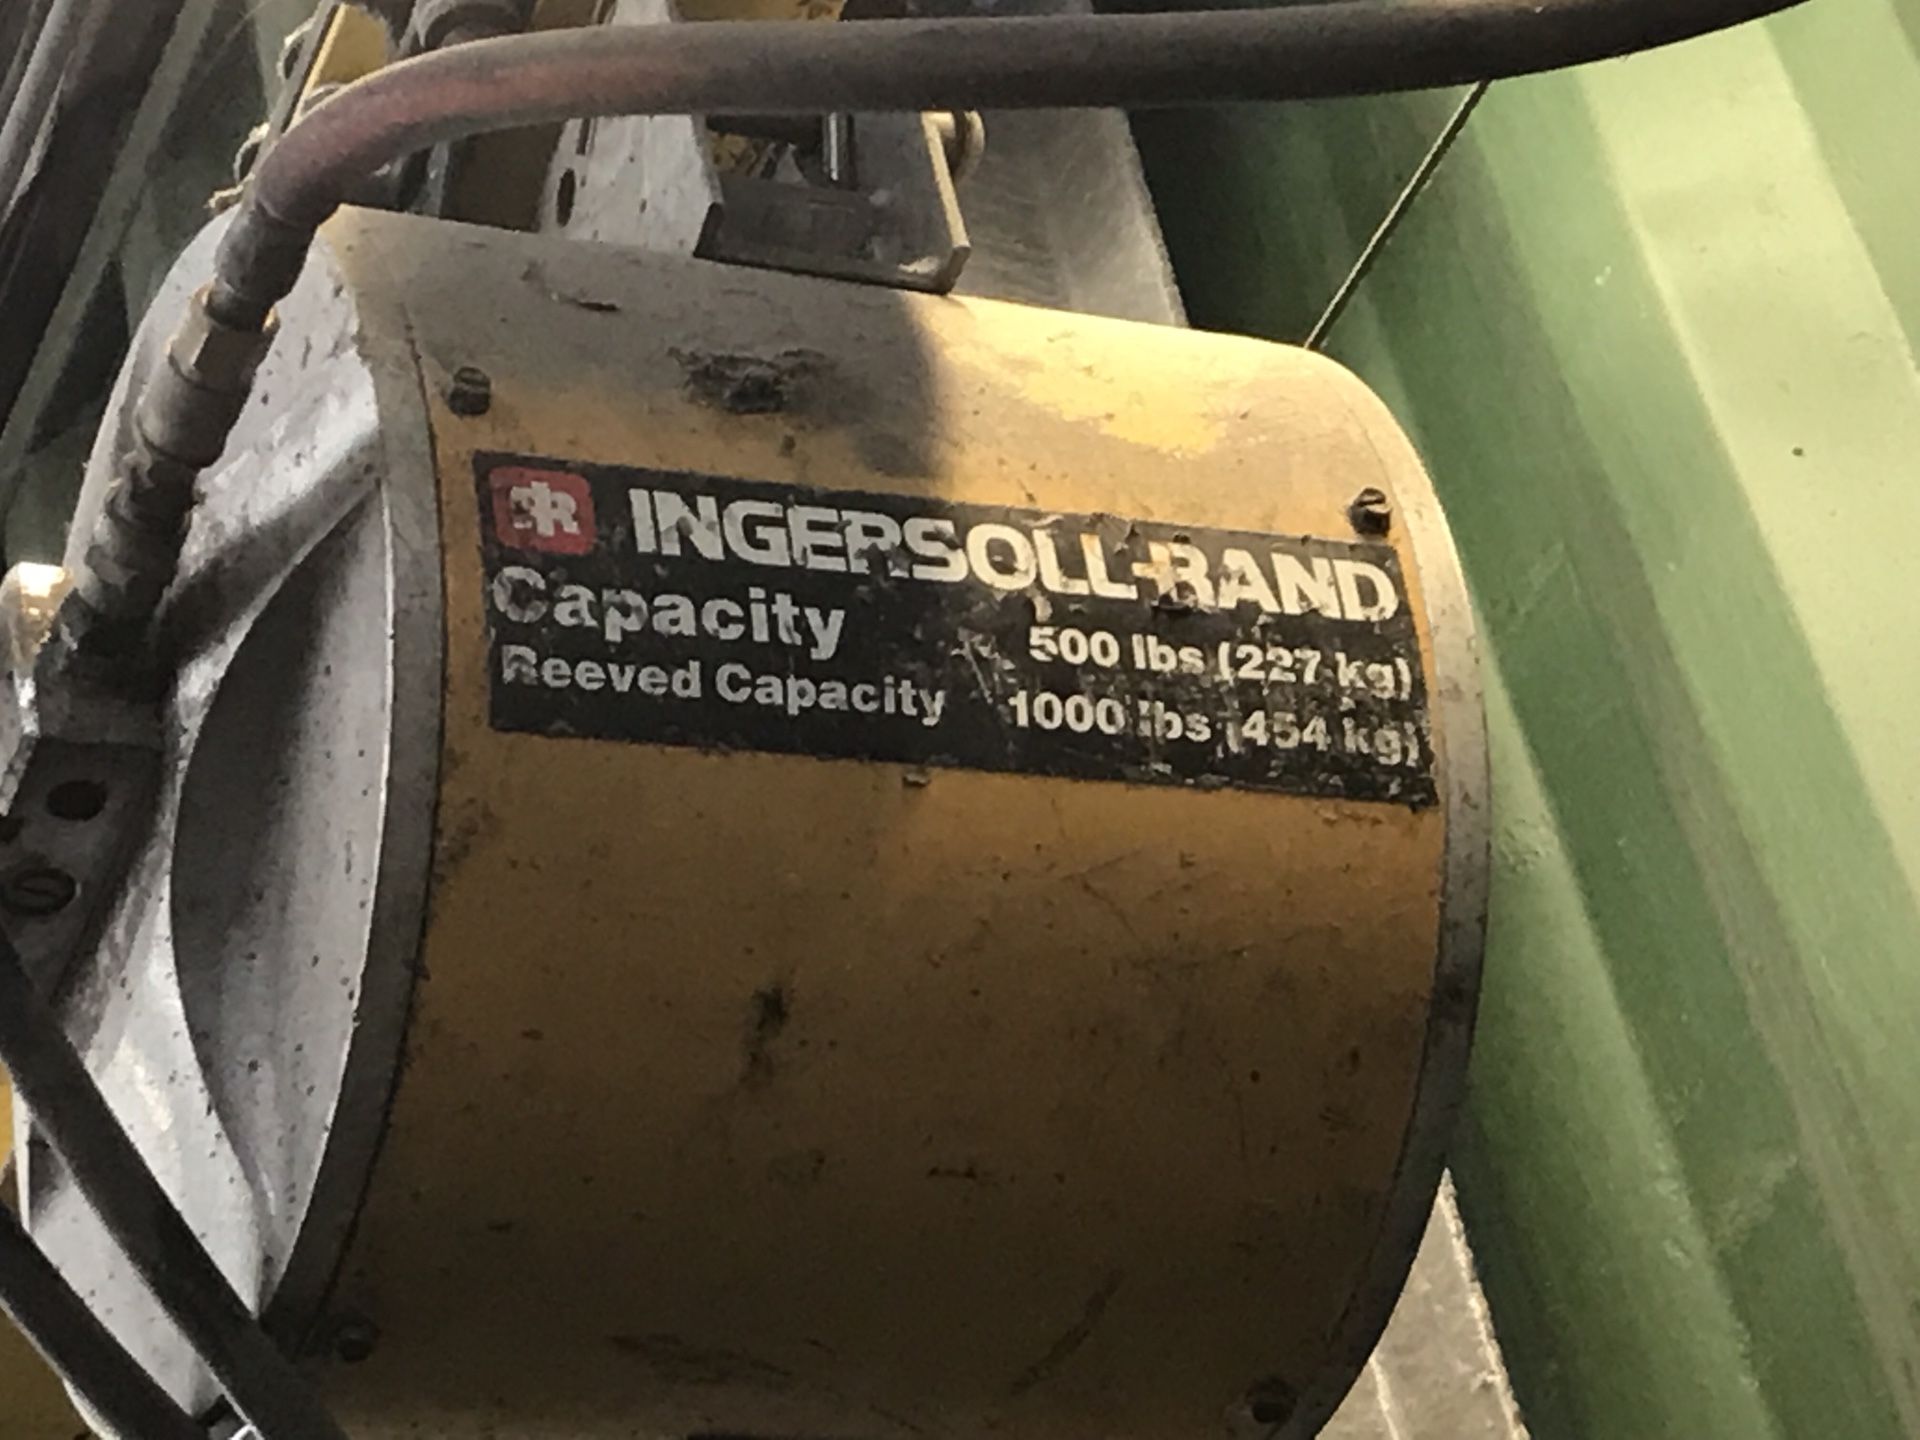 IR INGERSOLL-RAND
Capacity 500 lbs (227 kg)
Reeved Capacity 1000 lbs (454 kg)